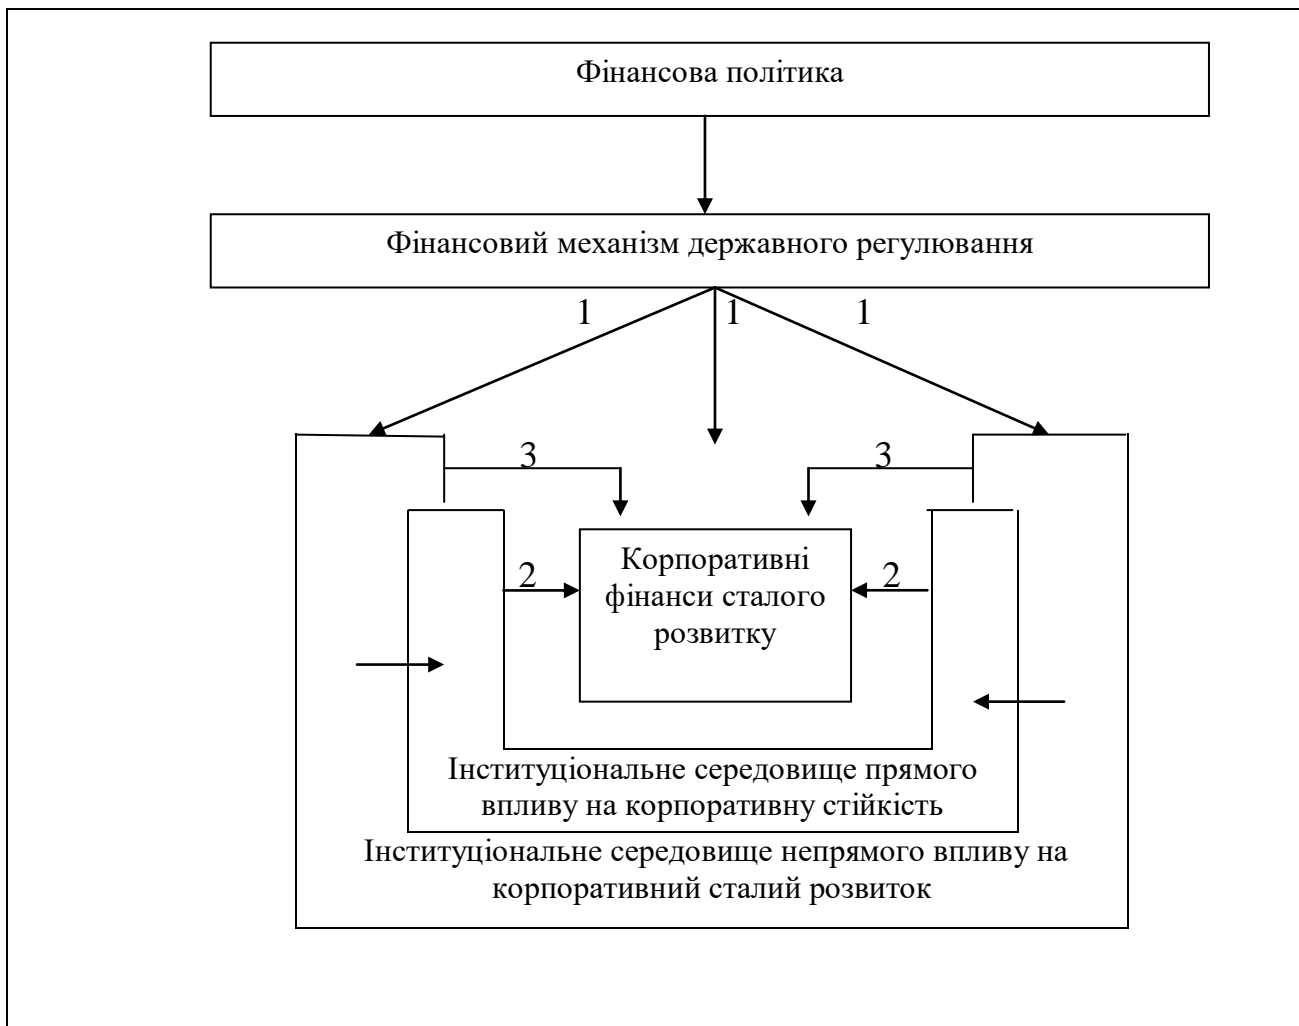 Фінансова політика
Фінансовий механізм державного регулювання
1 1 1
3 3
Корпоративні
фінанси сталого
розвитку
2 2
Інституціональне середовище прямого
впливу на корпоративну стійкість
Інституціональне середовище непрямого впливу на
корпоративний сталий розвиток